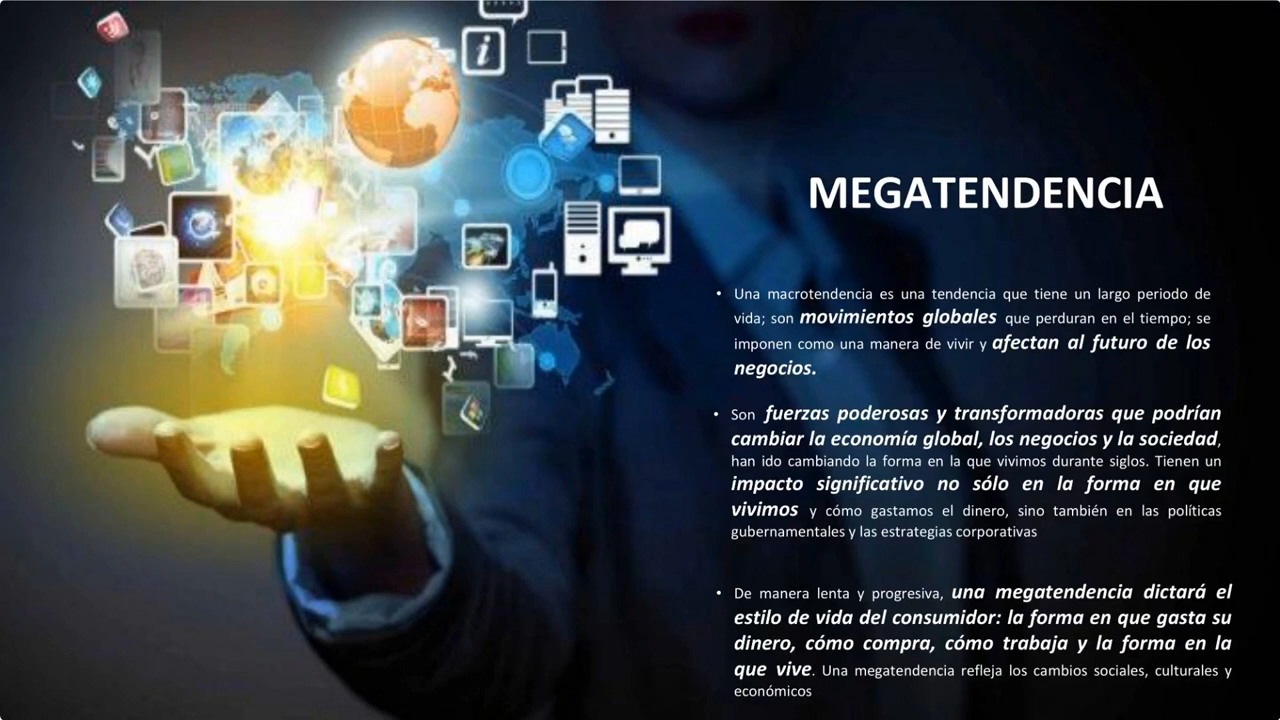 MEGATENDENCIA
• Una macrotendencia es una tendencia que tiene un largo periodo de
vida; son movimientos globales que perduran en el tiempo; se
imponen como una manera de vivir y afectan al futuro de los
negocios.
• Son fuerzas poderosas y transformadoras que podrían
cambiar la economía global, los negocios y la sociedad,
han ido cambiando la forma en la que vivimos durante siglos. Tienen un
impacto significativo no sólo en la forma en que
vivimos y cómo gastamos el dinero, sino también en las políticas
gubernamentales y las estrategias corporativas
• De manera lenta y progresiva, una megatendencia dictará el
estilo de vida del consumidor: la forma en que gasta su
dinero, cómo compra, cómo trabaja y la forma en la
que vive. Una megatendencia refleja los cambios sociales, culturales y
económicos